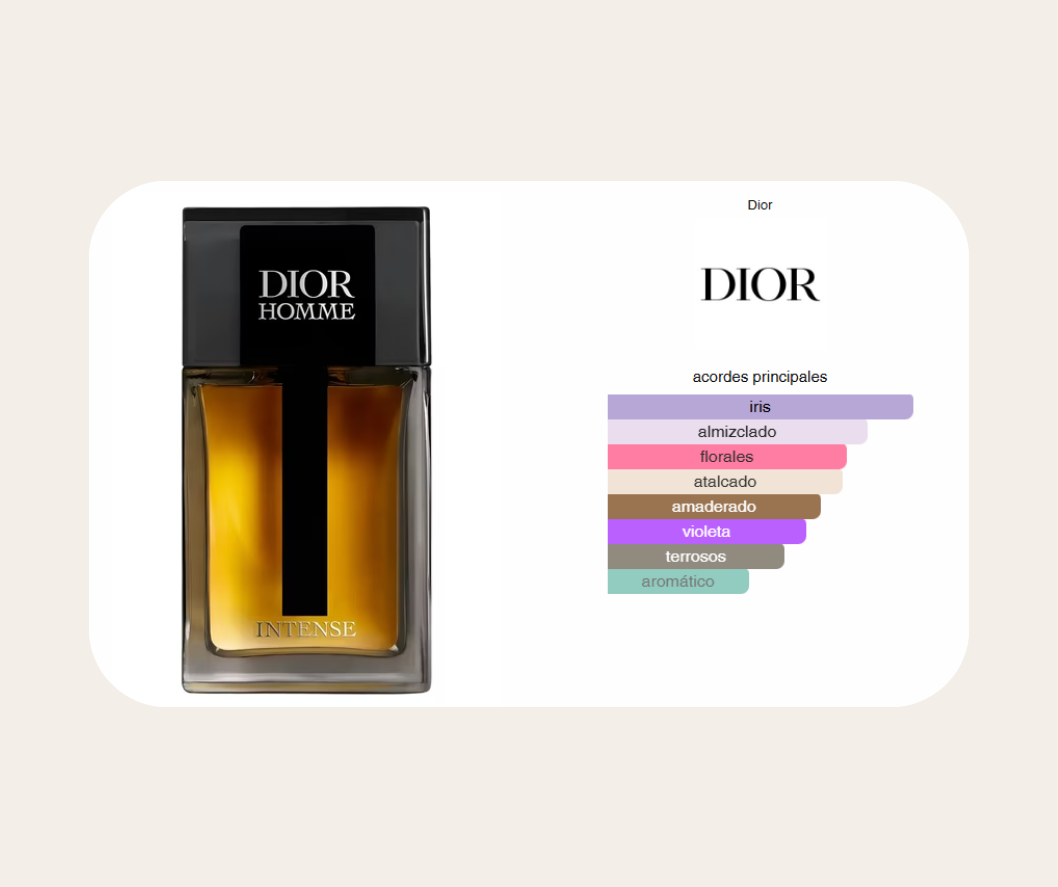 DIOR
HOMME
INTENSE
Dior
DIOR
acordes principales
iris
almizclado
florales
atalcado
amaderado
violeta
terrosos
aromático